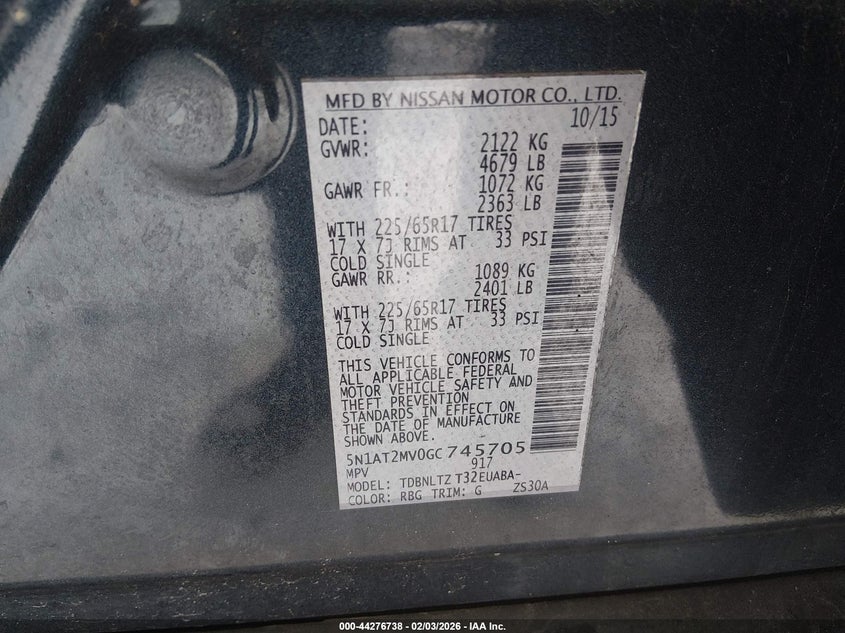 MFD BY NISSAN MOTOR CO., LTD.
DATE: 10/15
GVWR: 2122 KG
4679 LB
GAWR FR.: 1072 KG
2363 LB
WITH 225/65R17 TIRES
17 X 7J RIMS AT 33 PSI
COLD SINGLE
GAWR RR.: 1089 KG
2401 LB
WITH 225/65R17 TIRES
17 X 7J RIMS AT 33 PSI
COLD SINGLE
THIS VEHICLE CONFORMS TO
ALL APPLICABLE FEDERAL
MOTOR VEHICLE SAFETY AND
THEFT PREVENTION
STANDARDS IN EFFECT ON
THE DATE OF MANUFACTURE
SHOWN ABOVE.
5N1AT2MV0GC745705
MPV 917
MODEL: TDBNLTZ T32EUABA-
COLOR: RBG TRIM: G ZS30A
000-44276738 - 02/03/2026 - IAA Inc.